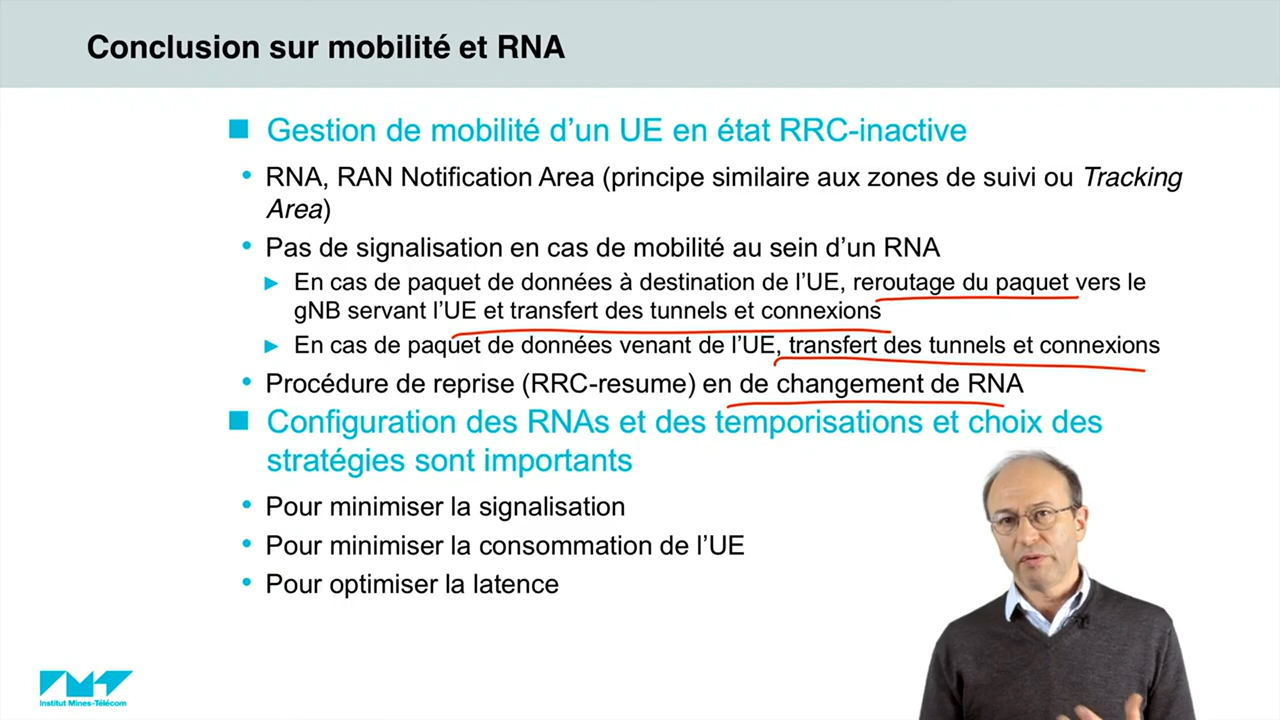 Conclusion sur mobilité et RNA
Gestion de mobilité d’un UE en état RRC-inactive
RNA, RAN Notification Area (principe similaire aux zones de suivi ou Tracking
Area)
Pas de signalisation en cas de mobilité au sein d’un RNA
En cas de paquet de données à destination de l’UE, reroutage du paquet vers le
gNB servant l’UE et transfert des tunnels et connexions
En cas de paquet de données venant de l’UE, transfert des tunnels et connexions
Procédure de reprise (RRC-resume) en de changement de RNA
Configuration des RNAs et des temporisations et choix des
stratégies sont importants
Pour minimiser la signalisation
Pour minimiser la consommation de l’UE
Pour optimiser la latence
Institut Mines-Télécom